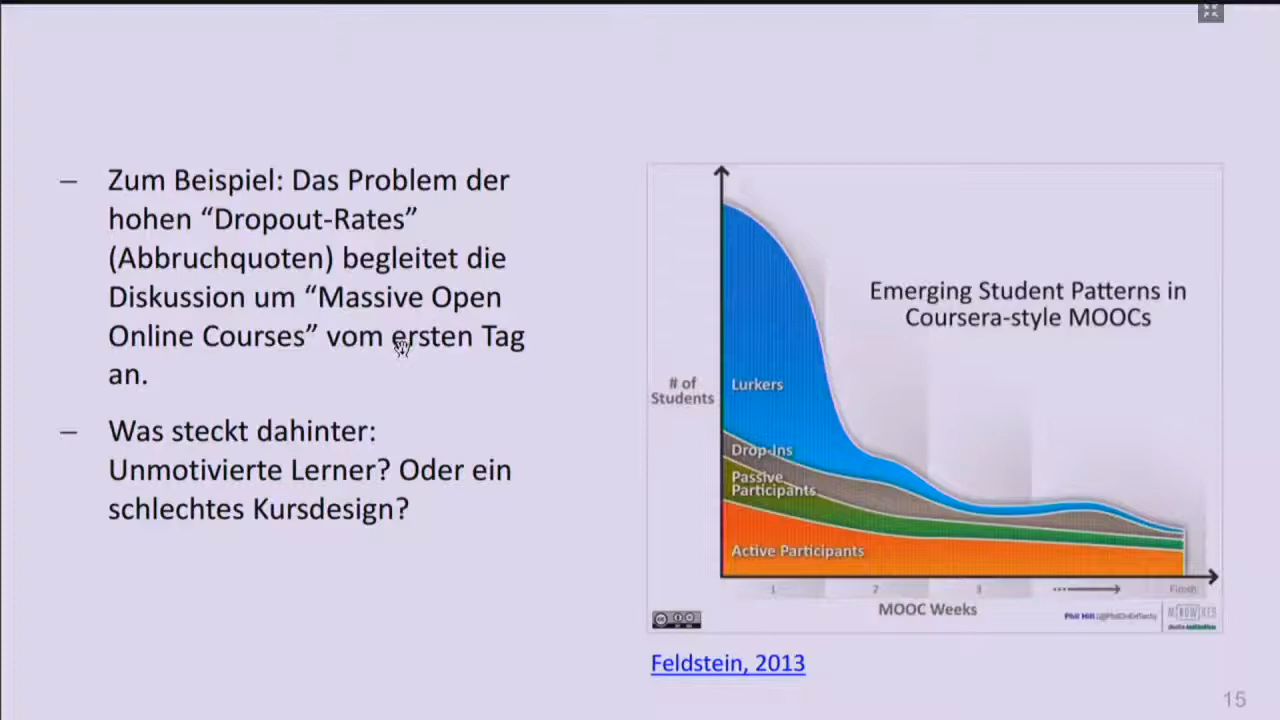 – Zum Beispiel: Das Problem der
hohen “Dropout-Rates”
(Abbruchquoten) begleitet die
Diskussion um “Massive Open
Online Courses” vom ersten Tag
an.
– Was steckt dahinter:
Unmotivierte Lerner? Oder ein
schlechtes Kursdesign?
Emerging Student Patterns in
Coursera-style MOOCs
# of
Students
Lurkers
Drop-Ins
Passive
Participants
Active Participants
1 2 3 Finish
MOOC Weeks
Phil Hill
Feldstein, 2013
15